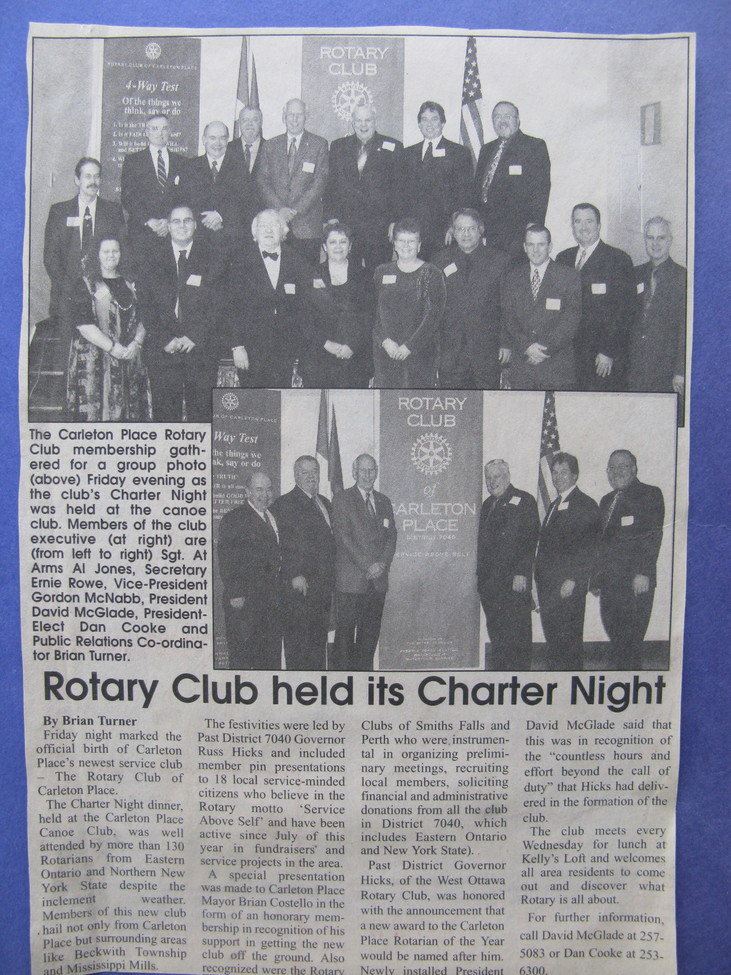 ROTARY CLUB OF CARLETON PLACE
4-Way Test
Of the things we
think, say or do
ROTARY
CLUB
Way Test
the things we
nk, say or do
ROTARY
CLUB
of
CARLETON
PLACE
DISTRICT 7040
SERVICE ABOVE SELF
The Carleton Place Rotary
Club membership gath-
ered for a group photo
(above) Friday evening as
the club's Charter Night
was held at the canoe
club. Members of the club
executive (at right) are
(from left to right) Sgt. At
Arms Al Jones, Secretary
Ernie Rowe, Vice-President
Gordon McNabb, President
David McGlade, President-
Elect Dan Cooke and
Public Relations Co-ordina-
tor Brian Turner.
Rotary Club held its Charter Night
By Brian Turner
Friday night marked the
official birth of Carleton
Place's newest service club
– The Rotary Club of
Carleton Place.
The Charter Night dinner,
held at the Carleton Place
Canoe Club, was well
attended by more than 130
Rotarians from Eastern
Ontario and Northern New
York State despite the
inclement weather.
Members of this new club
hail not only from Carleton
Place but surrounding areas
like Beckwith Township
and Mississippi Mills.
The festivities were led by
Past District 7040 Governor
Russ Hicks and included
member pin presentations
to 18 local service-minded
citizens who believe in the
Rotary motto 'Service
Above Self' and have been
active since July of this
year in fundraisers and
service projects in the area.
A special presentation
was made to Carleton Place
Mayor Brian Costello in the
form of an honorary mem-
bership in recognition of his
support in getting the new
club off the ground. Also
recognized were the Rotary
Clubs of Smiths Falls and
Perth who were instrumen-
tal in organizing prelimi-
nary meetings, recruiting
local members, soliciting
financial and administrative
donations from all the club
in District 7040, which
includes Eastern Ontario
and New York State).
Past District Governor
Hicks, of the West Ottawa
Rotary Club, was honored
with the announcement that
a new award to the Carleton
Place Rotarian of the Year
would be named after him.
Newly installed President
David McGlade said that
this was in recognition of
the "countless hours and
effort beyond the call of
duty" that Hicks had deliv-
ered in the formation of the
club.
The club meets every
Wednesday for lunch at
Kelly's Loft and welcomes
all area residents to come
out and discover what
Rotary is all about.
For further information,
call David McGlade at 257-
5083 or Dan Cooke at 253-
6300.